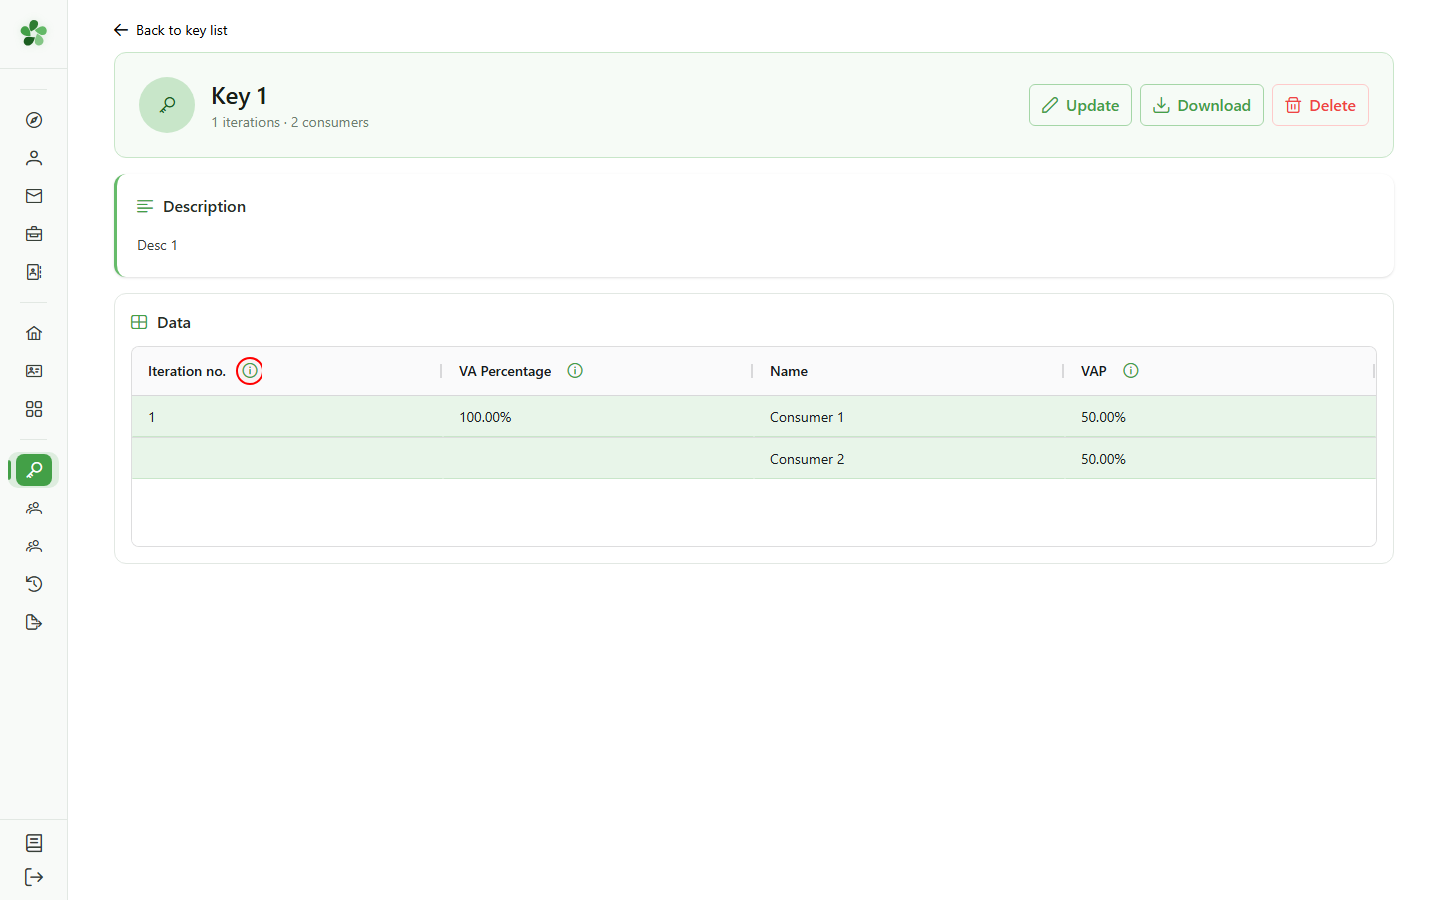 Back to key list
Key 1
1 iterations · 2 consumers
Update
Download
Delete
Description
Desc 1
Data
Iteration no.
VA Percentage
Name
VAP
1
100.00%
Consumer 1
50.00%
Consumer 2
50.00%